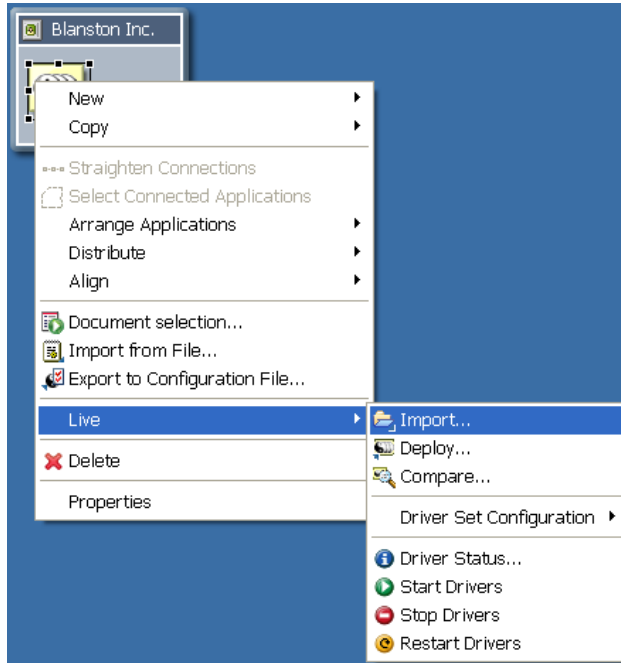 Blanston Inc.
New
Copy
Straighten Connections
Select Connected Applications
Arrange Applications
Distribute
Align
Document selection...
Import from File...
Export to Configuration File...
Live
Delete
Properties
Import...
Deploy...
Compare...
Driver Set Configuration
Driver Status...
Start Drivers
Stop Drivers
Restart Drivers